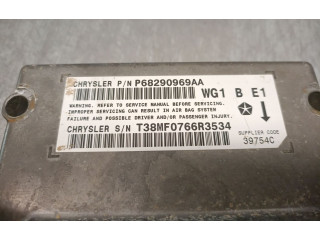 CHRYSLER P/N P68290969AA
WARNING
REFER TO SERVICE MANUAL BEFORE SERVICING.
IMPROPER SERVICING CAN RESULT IN AIR BAG SYSTEM
FAILURE AND POSSIBLE DRIVER AND/OR PASSENGER INJURY.
WG1 B E1
CHRYSLER S/N T38MF0766R3534
SUPPLIER CODE
39754C